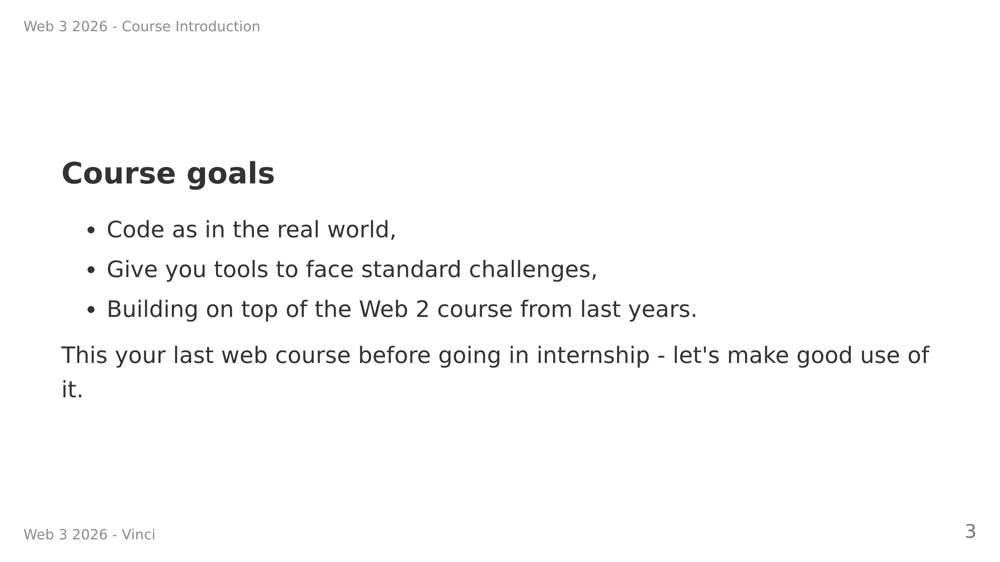 Web 3 2026 - Course Introduction
Course goals
• Code as in the real world,
• Give you tools to face standard challenges,
• Building on top of the Web 2 course from last years.
This your last web course before going in internship - let's make good use of
it.
Web 3 2026 - Vinci
3